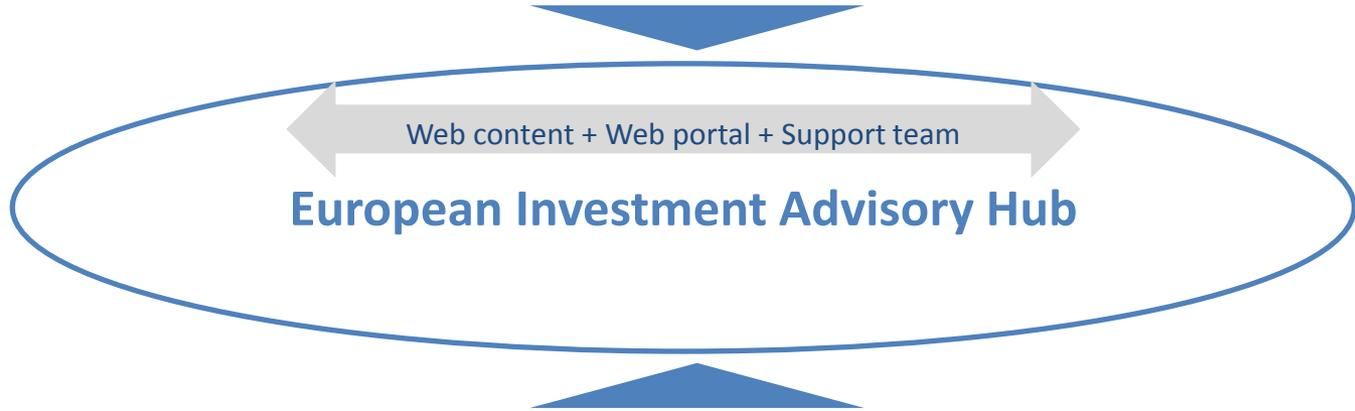 Web content + Web portal + Support team
European Investment Advisory Hub